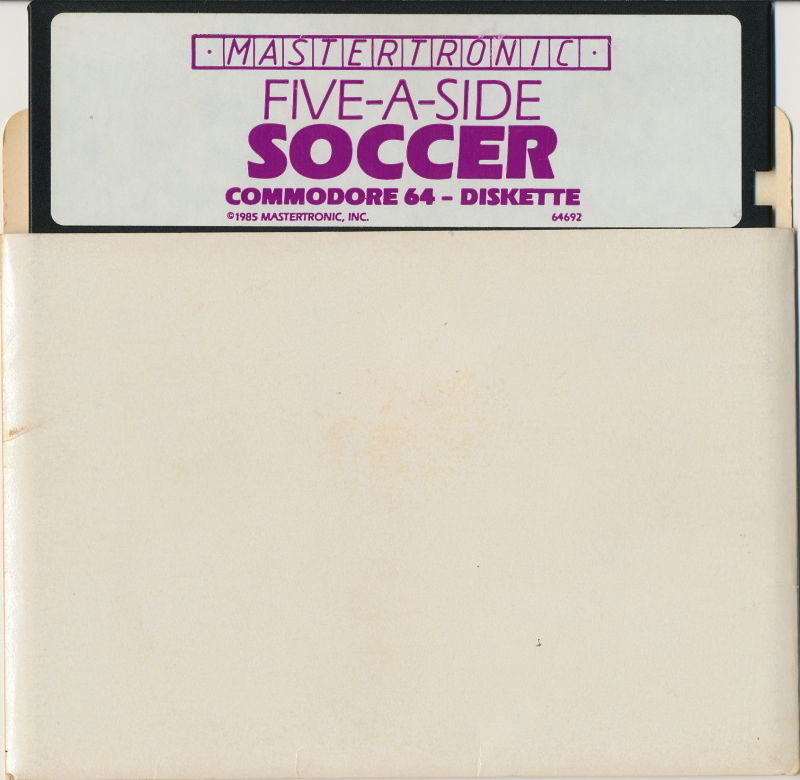 · MASTERTRONIC ·
FIVE-A-SIDE
SOCCER
COMMODORE 64 - DISKETTE
©1985 MASTERTRONIC, INC. 64692